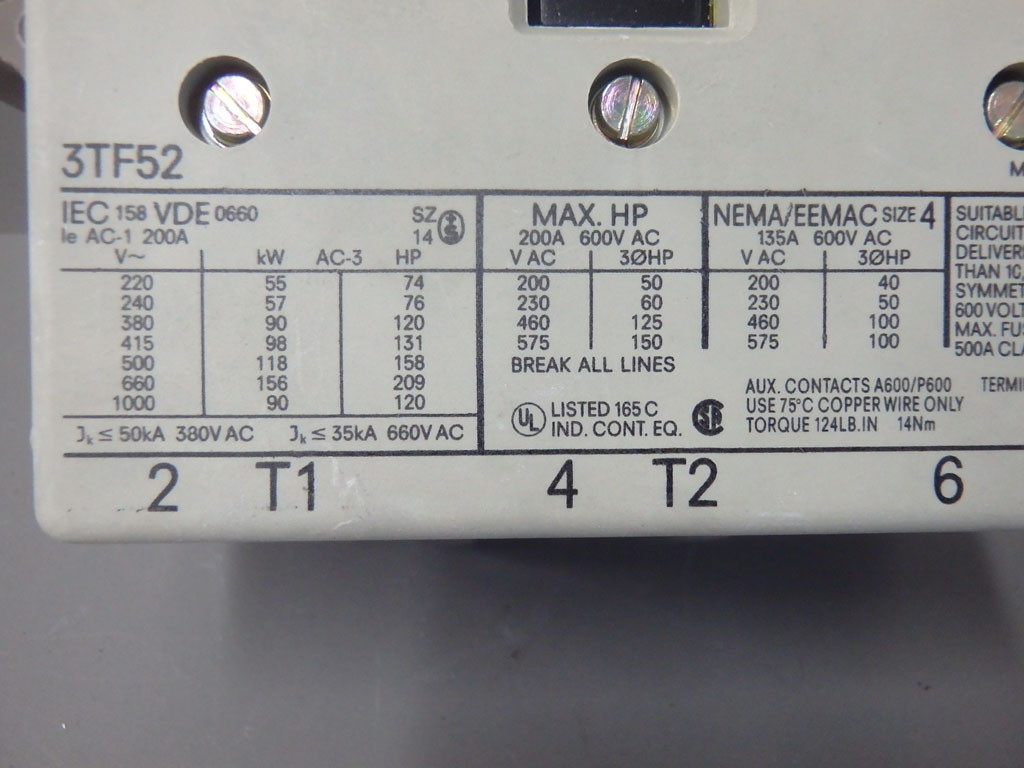 3TF52
IEC 158 VDE 0660
Ie AC-1 200A
SZ
14
V~ kW AC-3 HP
220 55 74
240 57 76
380 90 120
415 98 131
500 118 158
660 156 209
1000 90 120
Jk ≤ 50kA 380V AC Jk ≤ 35kA 660V AC
MAX. HP
200A 600V AC
V AC 3ØHP
200 50
230 60
460 125
575 150
BREAK ALL LINES
UL LISTED 165 C
IND. CONT. EQ.
NEMA/EEMAC SIZE 4
135A 600V AC
V AC 3ØHP
200 40
230 50
460 100
575 100
SA
AUX. CONTACTS A600/P600
USE 75°C COPPER WIRE ONLY
TORQUE 124LB.IN 14Nm
THAN
MAX.
500A
2 T1 4 T2 6